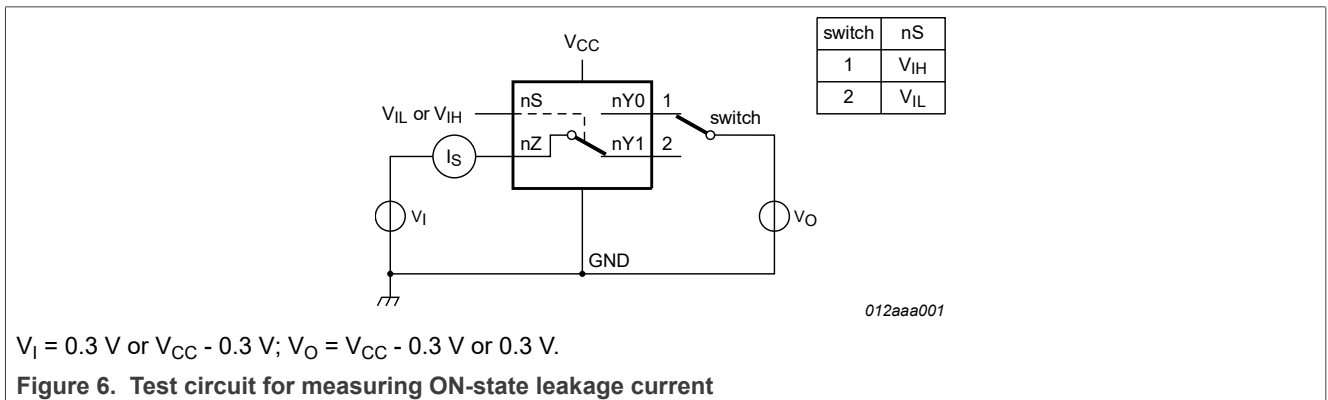 switch nS
1 V_IH
2 V_IL
V_CC
nS nY0 1
V_IL or V_IH
switch
nZ nY1 2
I_S
V_I
V_O
GND
012aaa001
V_I = 0.3 V or V_CC - 0.3 V; V_O = V_CC - 0.3 V or 0.3 V.
Figure 6. Test circuit for measuring ON-state leakage current